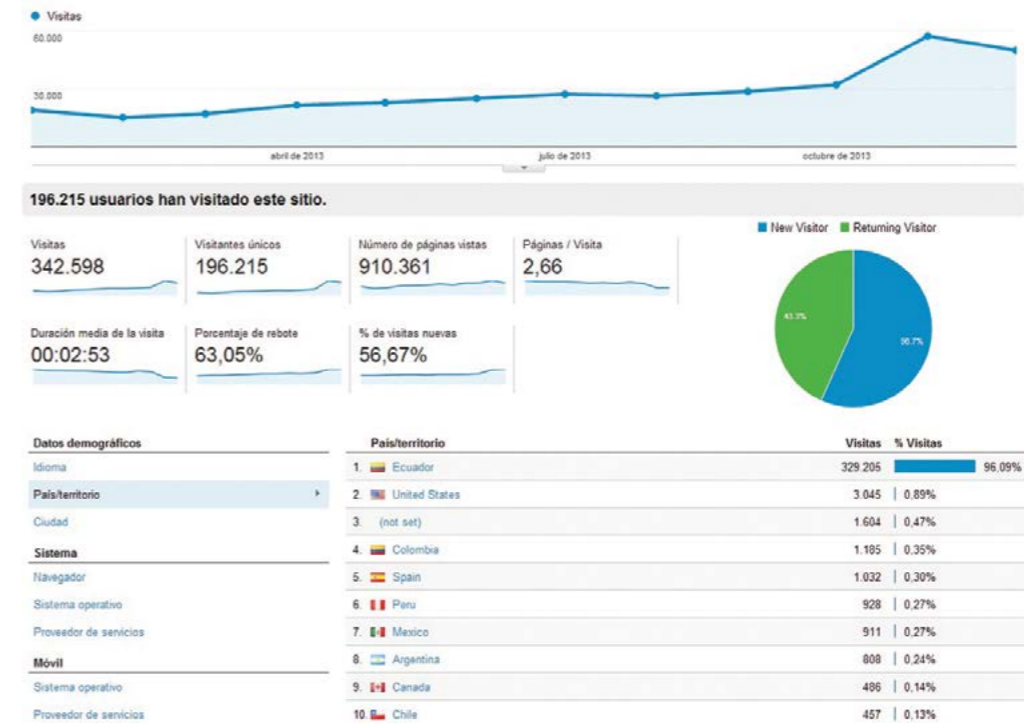 Visitas
60.000
30.000
abril de 2013 julio de 2013 octubre de 2013
196.215 usuarios han visitado este sitio.
New Visitor Returning Visitor
Visitas Visitantes únicos Número de páginas vistas Páginas / Visita
342.598 196.215 910.361 2,66
43.3%
56.7%
Duración media de la visita Porcentaje de rebote % de visitas nuevas
00:02:53 63,05% 56,67%
Datos demográficos
Idioma
País/territorio
Ciudad
Sistema
Navegador
Sistema operativo
Proveedor de servicios
Móvil
Sistema operativo
Proveedor de servicios
País/territorio Visitas % Visitas
1. Ecuador 329.205 96,09%
2. United States 3.045 0,89%
3. (not set) 1.604 0,47%
4. Colombia 1.185 0,35%
5. Spain 1.032 0,30%
6. Peru 928 0,27%
7. Mexico 911 0,27%
8. Argentina 808 0,24%
9. Canada 486 0,14%
10. Chile 457 0,13%